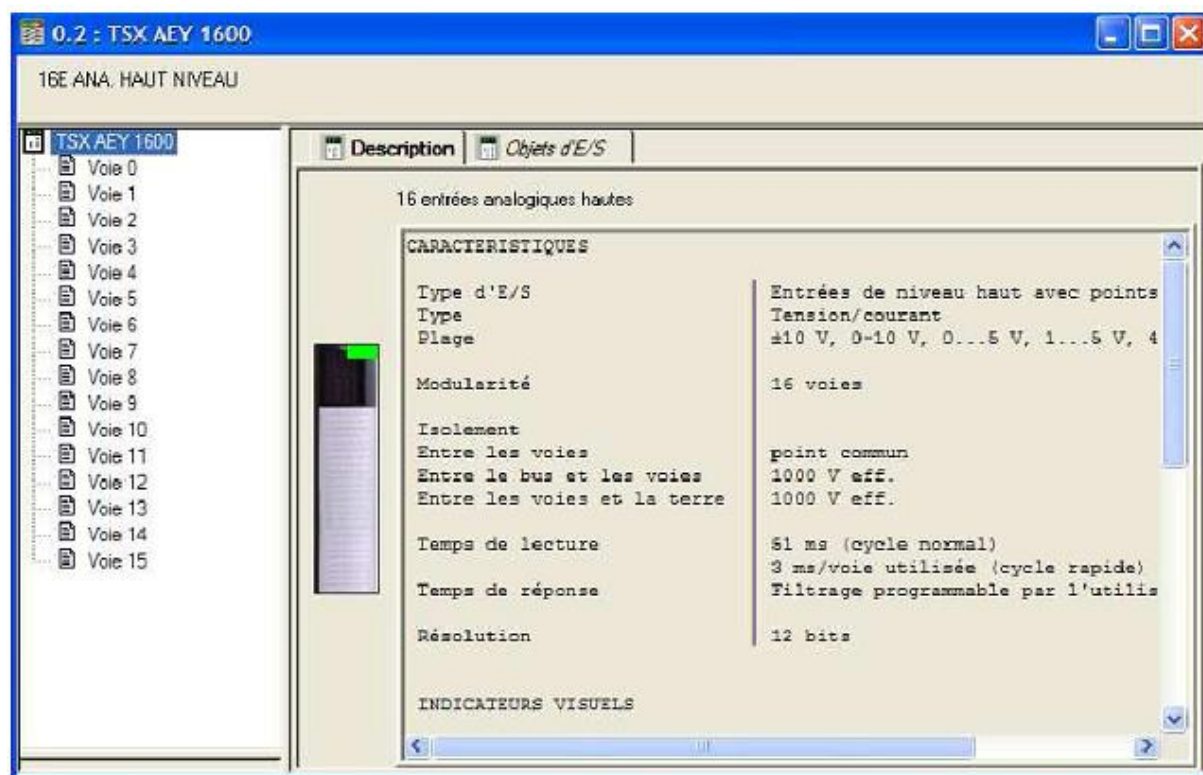 0.2 : TSX AEY 1600
16E ANA. HAUT NIVEAU
TSX AEY 1600
Voie 0
Voie 1
Voie 2
Voie 3
Voie 4
Voie 5
Voie 6
Voie 7
Voie 8
Voie 9
Voie 10
Voie 11
Voie 12
Voie 13
Voie 14
Voie 15
Description Objets d'E/S
16 entrées analogiques hautes
CARACTERISTIQUES
Type d'E/S Entrées de niveau haut avec points
Type Tension/courant
Plage ±10 V, 0-10 V, 0...5 V, 1...5 V, 4
Modularité 16 voies
Isolement
Entre les voies point commun
Entre le bus et les voies 1000 V eff.
Entre les voies et la terre 1000 V eff.
Temps de lecture 51 ms (cycle normal)
3 ms/voie utilisée (cycle rapide)
Temps de réponse Filtrage programmable par l'utilis
Résolution 12 bits
INDICATEURS VISUELS